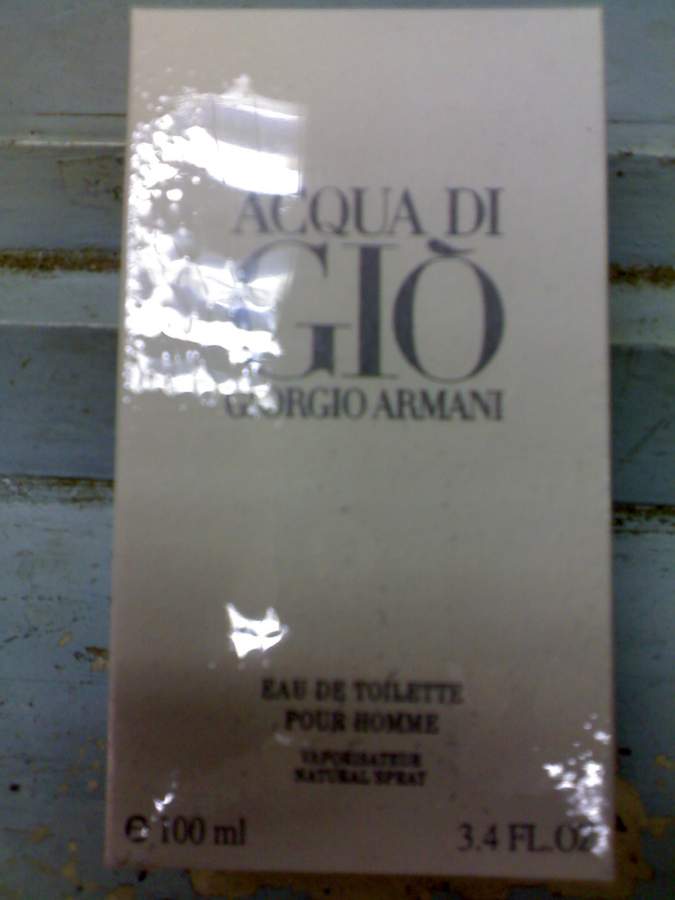 ACQUA DI
GIÒ
GIORGIO ARMANI
EAU DE TOILETTE
POUR HOMME
VAPORISATEUR
NATURAL SPRAY
℮ 100 ml
3.4 FL.OZ